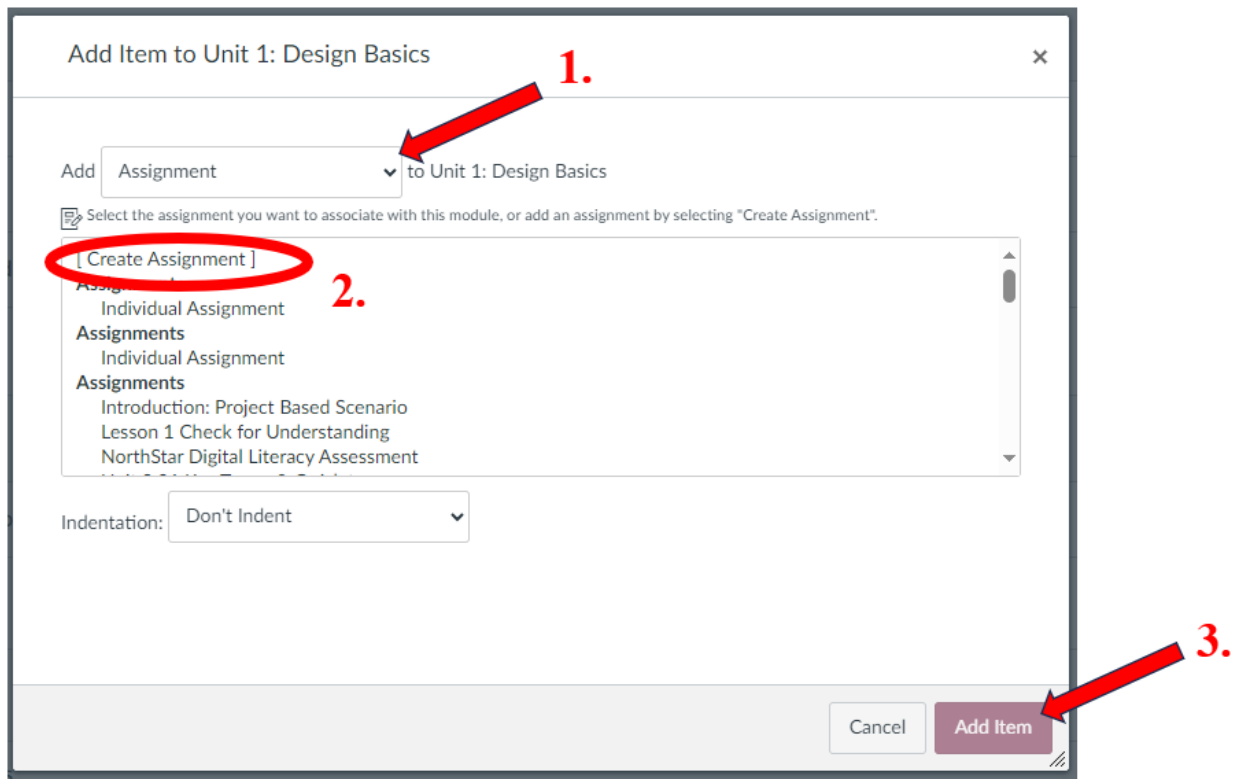 Add Item to Unit 1: Design Basics ×
1.
Add Assignment to Unit 1: Design Basics
Select the assignment you want to associate with this module, or add an assignment by selecting "Create Assignment".
[ Create Assignment ]
2.
Individual Assignment
Assignments
Individual Assignment
Assignments
Introduction: Project Based Scenario
Lesson 1 Check for Understanding
NorthStar Digital Literacy Assessment
Indentation: Don't Indent
3.
Cancel Add Item